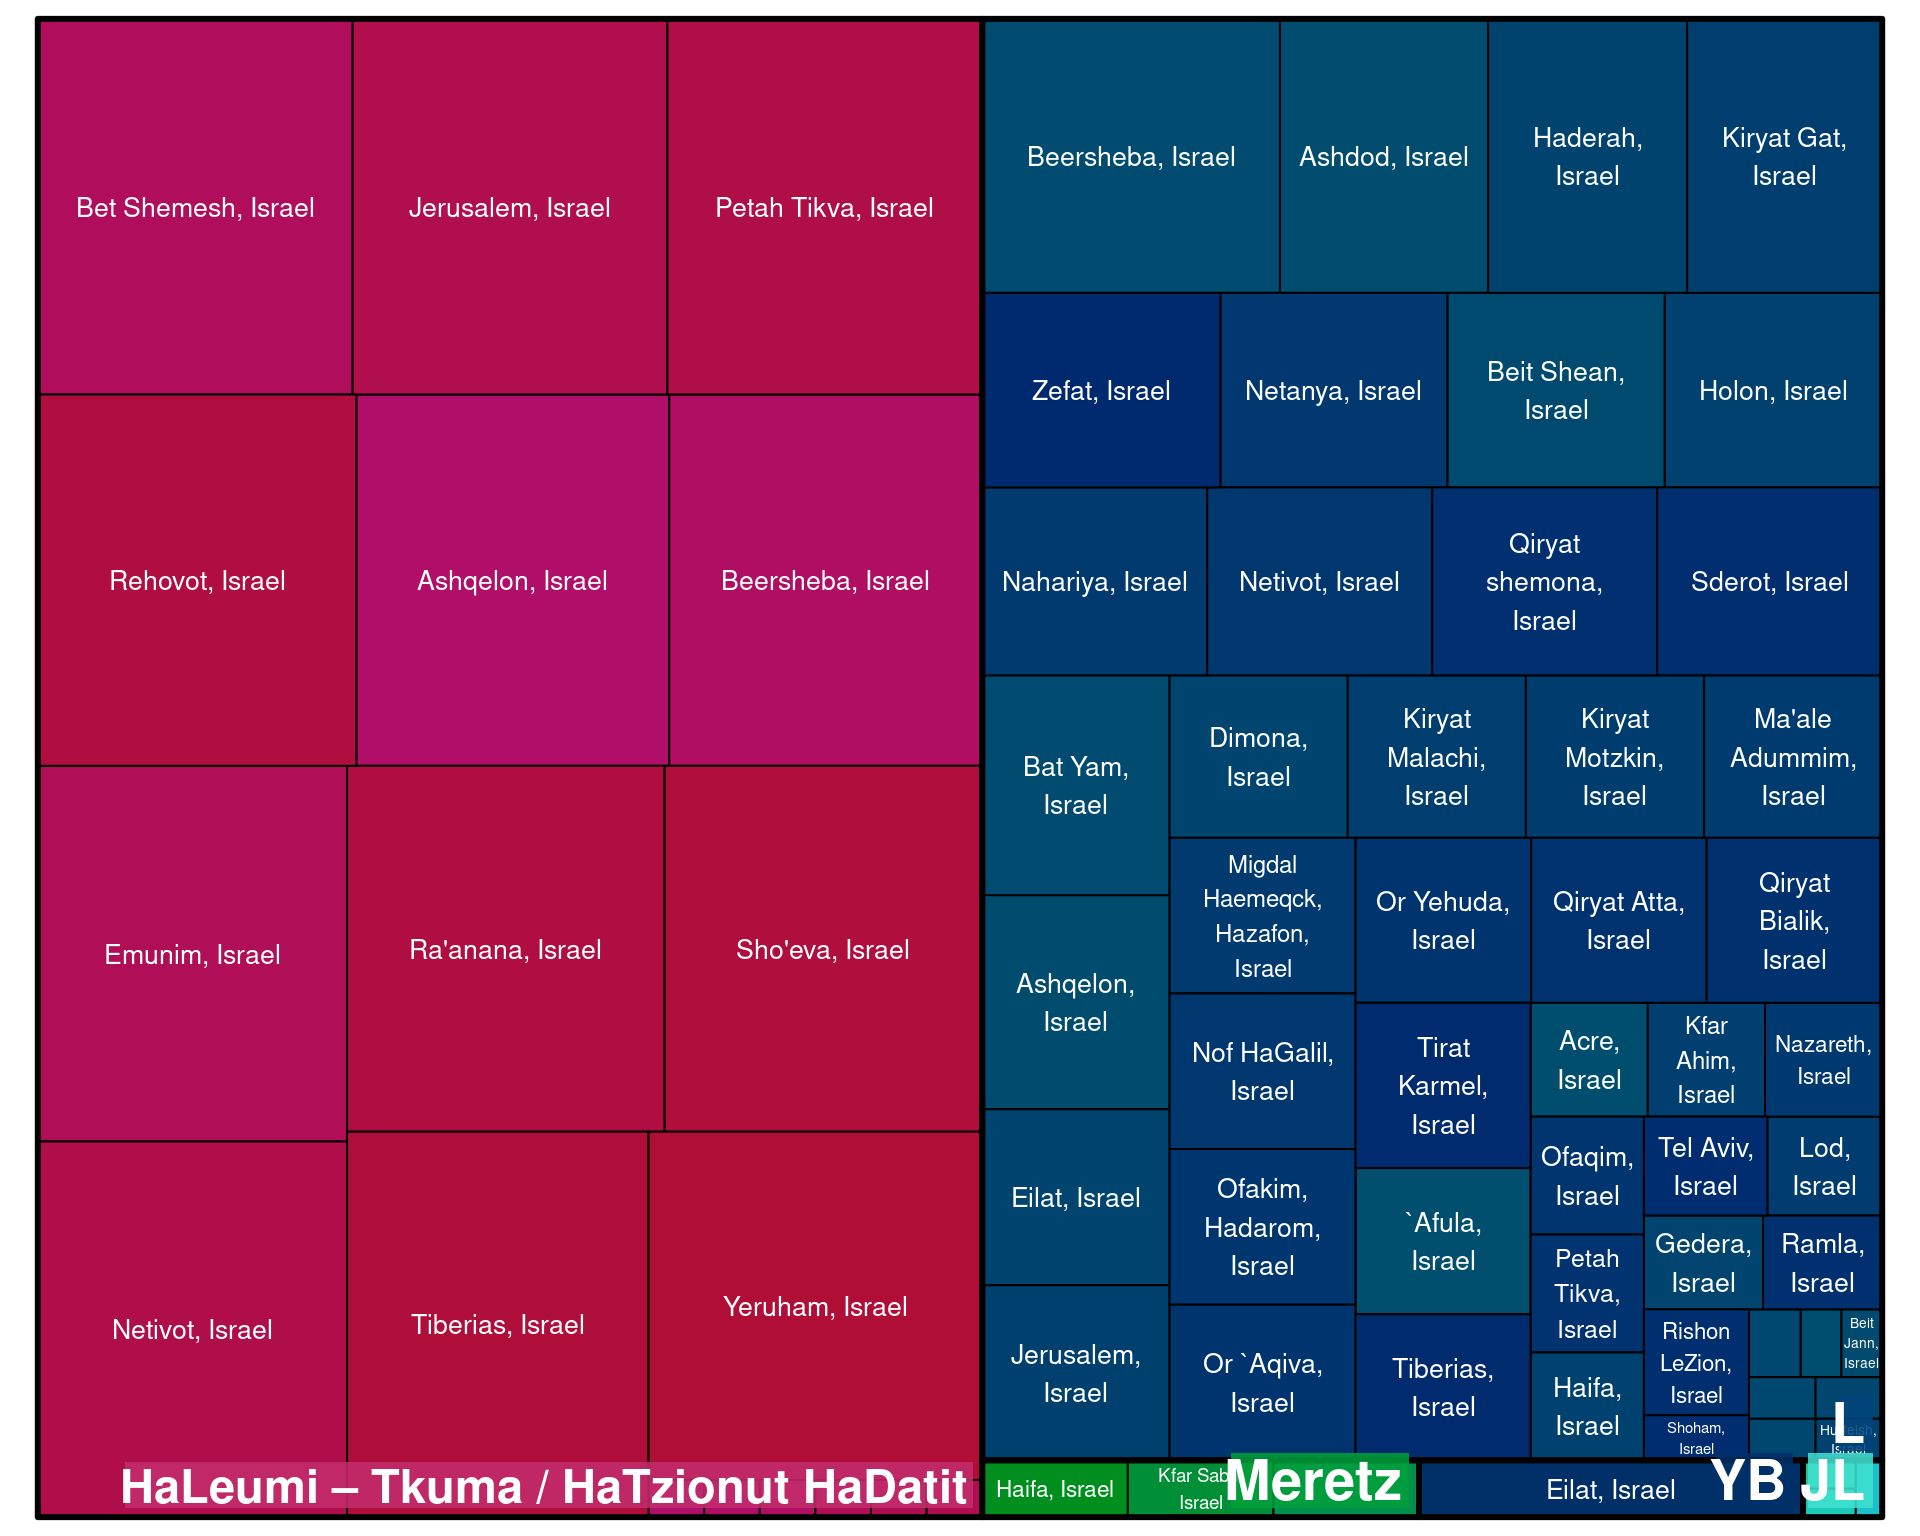 Bet Shemesh, Israel
Jerusalem, Israel
Petah Tikva, Israel
Rehovot, Israel
Ashqelon, Israel
Beersheba, Israel
Emunim, Israel
Ra'anana, Israel
Sho'eva, Israel
Netivot, Israel
Tiberias, Israel
Yeruham, Israel
HaLeumi – Tkuma / HaTzionut HaDatit
Beersheba, Israel
Ashdod, Israel
Haderah,
Israel
Kiryat Gat,
Israel
Zefat, Israel
Netanya, Israel
Beit Shean,
Israel
Holon, Israel
Nahariya, Israel
Netivot, Israel
Qiryat
shemona,
Israel
Sderot, Israel
Bat Yam,
Israel
Dimona,
Israel
Kiryat
Malachi,
Israel
Kiryat
Motzkin,
Israel
Ma'ale
Adummim,
Israel
Migdal
Haemeqck,
Hazafon,
Israel
Or Yehuda,
Israel
Qiryat Atta,
Israel
Qiryat
Bialik,
Israel
Ashqelon,
Israel
Nof HaGalil,
Israel
Tirat
Karmel,
Israel
Acre,
Israel
Kfar
Ahim,
Israel
Nazareth,
Israel
Eilat, Israel
Ofakim,
Hadarom,
Israel
`Afula,
Israel
Ofaqim,
Israel
Tel Aviv,
Israel
Lod,
Israel
Petah
Tikva,
Israel
Gedera,
Israel
Ramla,
Israel
Jerusalem,
Israel
Or `Aqiva,
Israel
Tiberias,
Israel
Haifa,
Israel
Rishon
LeZion,
Israel
Shoham,
Israel
Beit
Jann,
Israel
L
Haifa, Israel
Kfar
Israel
Meretz
Eilat, Israel
YB
JL